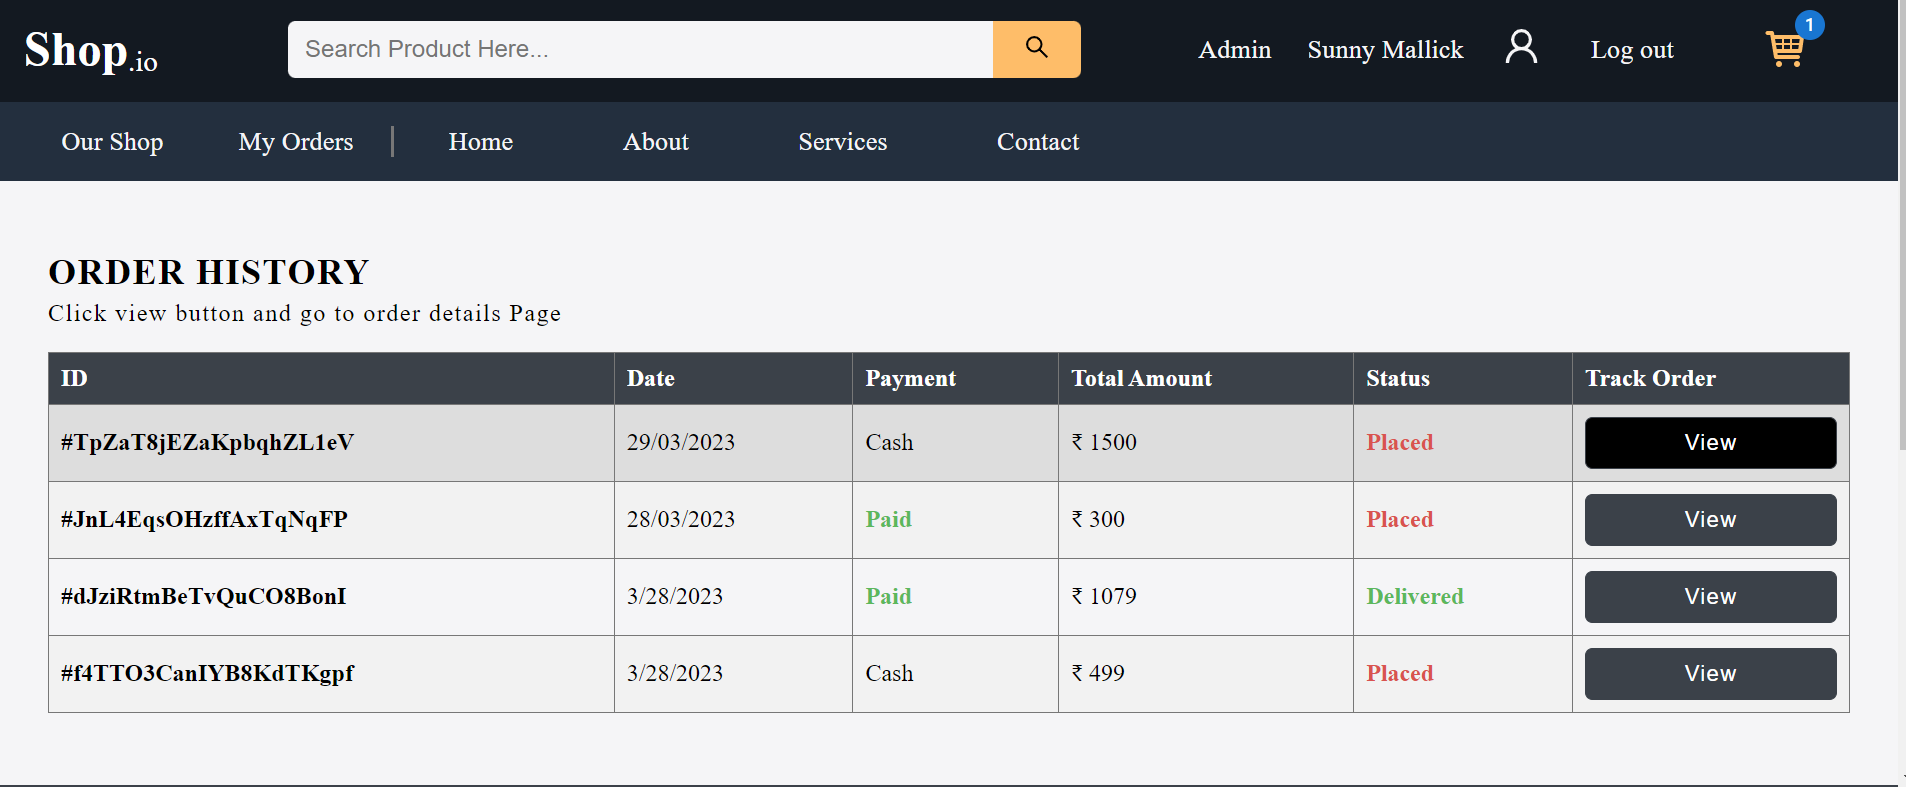 Shop.io
Search Product Here...
Admin Sunny Mallick Log out 1
Our Shop My Orders Home About Services Contact
ORDER HISTORY
Click view button and go to order details Page
ID Date Payment Total Amount Status Track Order
#TpZaT8jEZaKpbqhZL1eV 29/03/2023 Cash ₹ 1500 Placed View
#JnL4EqsOHzffAxTqNqFP 28/03/2023 Paid ₹ 300 Placed View
#dJziRtmBeTvQuCO8BonI 3/28/2023 Paid ₹ 1079 Delivered View
#f4TTO3CanIYB8KdTKgpf 3/28/2023 Cash ₹ 499 Placed View